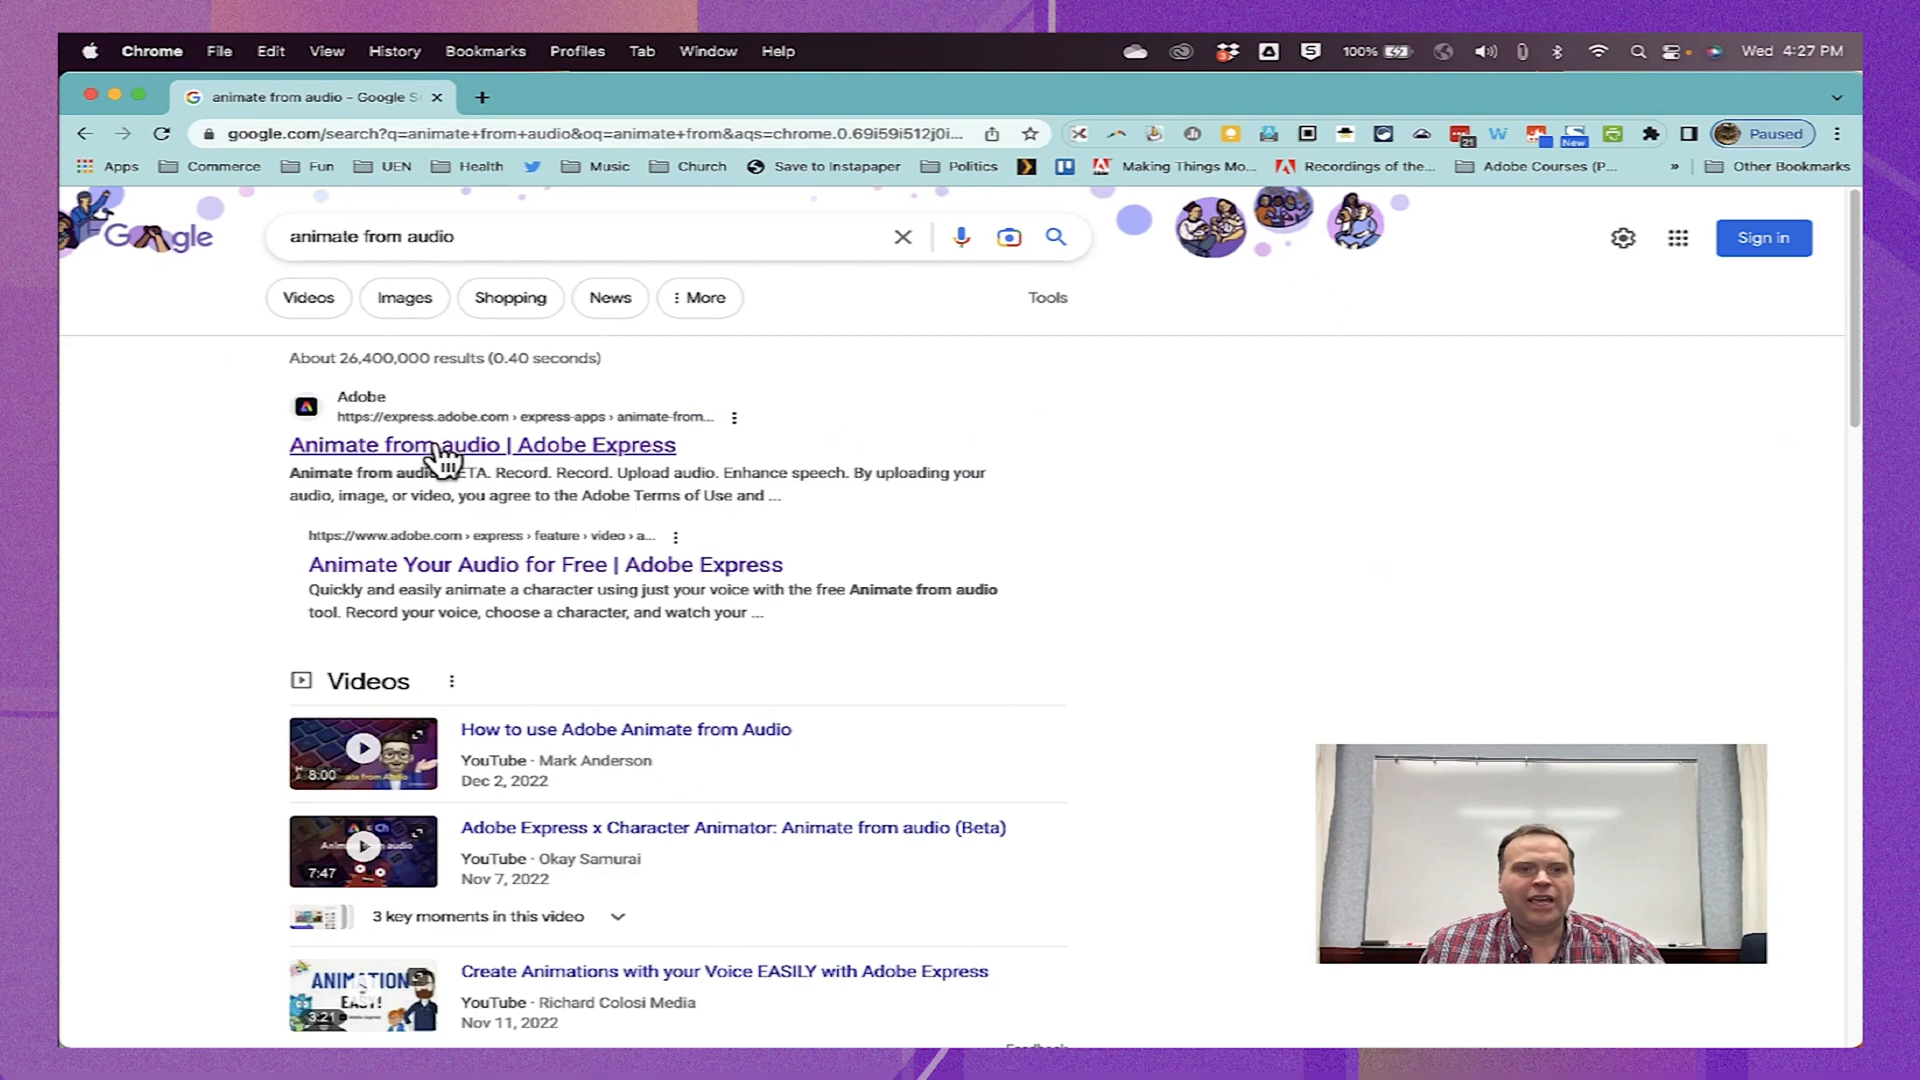 Chrome File Edit View History Bookmarks Profiles Tab Window Help 100% Wed 4:27 PM
animate from audio - Google Se
google.com/search?q=animate+from+audio&oq=animate+from&aqs=chrome.0.69i59i512j0i... 21 New Paused
Apps Commerce Fun UEN Health Music Church Save to Instapaper Politics Making Things Mo... Recordings of the... Adobe Courses (P... » Other Bookmarks
Google animate from audio Sign in
Videos Images Shopping News More Tools
About 26,400,000 results (0.40 seconds)
Adobe
https://express.adobe.com › express-apps › animate-from...
Animate from audio | Adobe Express
Animate from audio ETA. Record. Record. Upload audio. Enhance speech. By uploading your
audio, image, or video, you agree to the Adobe Terms of Use and ...
https://www.adobe.com › express › feature › video › a...
Animate Your Audio for Free | Adobe Express
Quickly and easily animate a character using just your voice with the free Animate from audio
tool. Record your voice, choose a character, and watch your ...
Videos
How to use Adobe Animate from Audio
YouTube · Mark Anderson
8:00
Dec 2, 2022
Adobe Express x Character Animator: Animate from audio (Beta)
YouTube · Okay Samurai
7:47
Nov 7, 2022
3 key moments in this video
Create Animations with your Voice EASILY with Adobe Express
ANIMATION
EASY!
YouTube · Richard Colosi Media
3:21
Nov 11, 2022